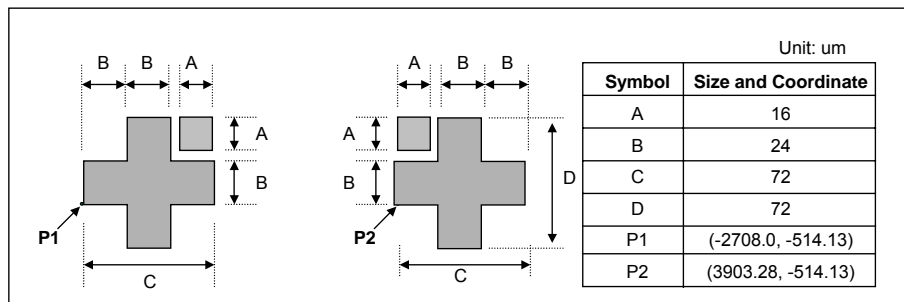 Unit: um
B B A
A B B
Symbol Size and Coordinate
A 16
B 24
C 72
D 72
P1 (-2708.0, -514.13)
P2 (3903.28, -514.13)
A
A
B
B
D
P1
P2
C
C